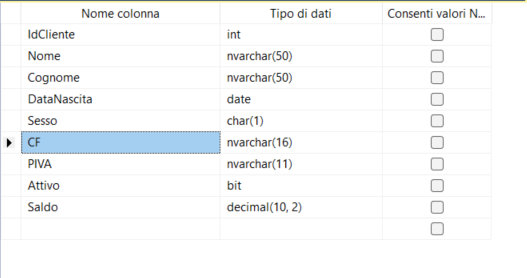 Nome colonna Tipo di dati Consenti valori N...
IdCliente int
Nome nvarchar(50)
Cognome nvarchar(50)
DataNascita date
Sesso char(1)
CF nvarchar(16)
PIVA nvarchar(11)
Attivo bit
Saldo decimal(10, 2)